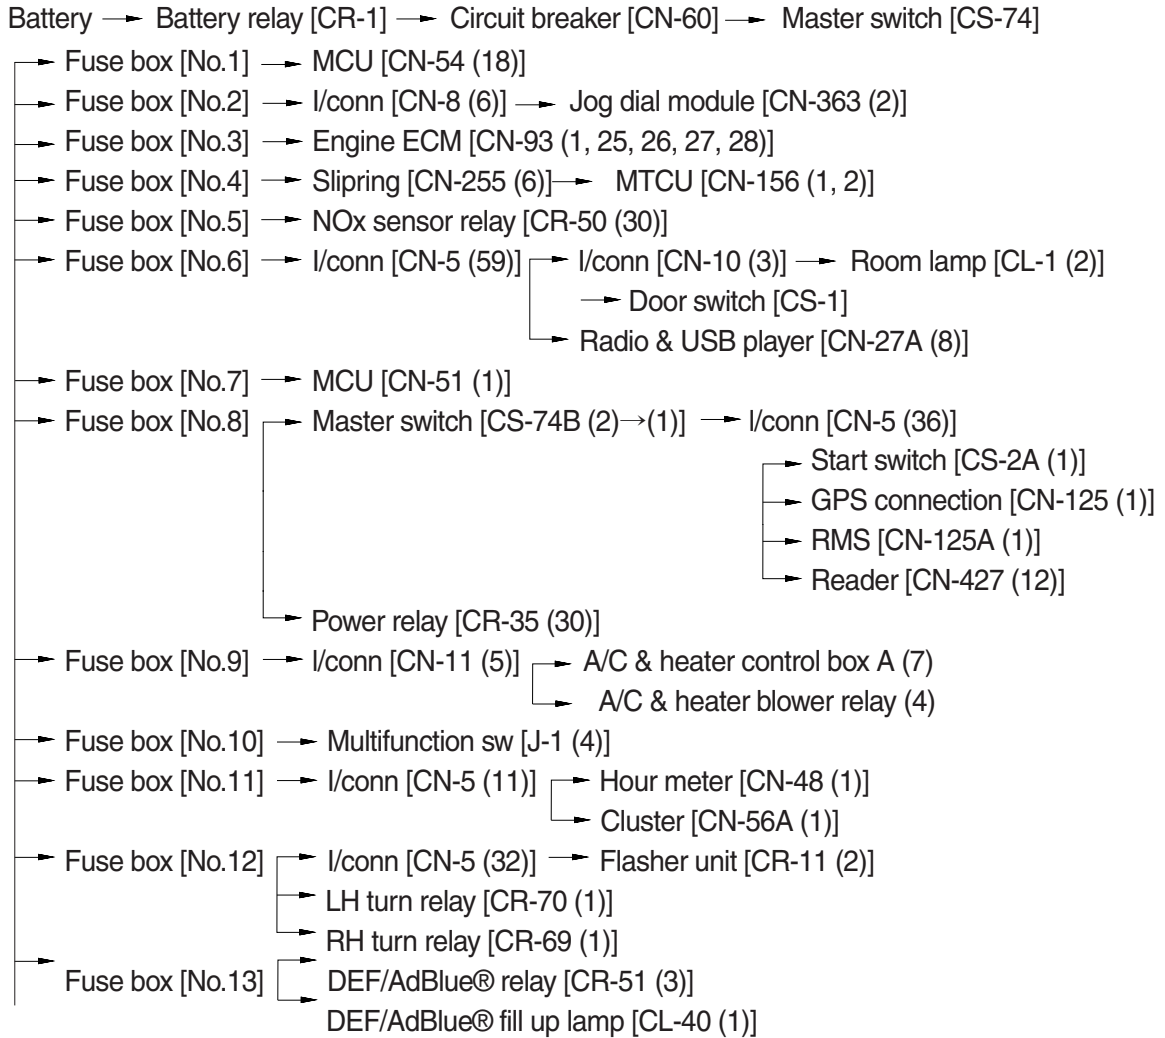 Battery → Battery relay [CR-1] → Circuit breaker [CN-60] → Master switch [CS-74]
→ Fuse box [No.1] → MCU [CN-54 (18)]
→ Fuse box [No.2] → I/conn [CN-8 (6)] → Jog dial module [CN-363 (2)]
→ Fuse box [No.3] → Engine ECM [CN-93 (1, 25, 26, 27, 28)]
→ Fuse box [No.4] → Slipring [CN-255 (6)] → MTCU [CN-156 (1, 2)]
→ Fuse box [No.5] → NOx sensor relay [CR-50 (30)]
→ Fuse box [No.6] → I/conn [CN-5 (59)] → I/conn [CN-10 (3)] → Room lamp [CL-1 (2)]
→ Door switch [CS-1]
→ Radio & USB player [CN-27A (8)]
→ Fuse box [No.7] → MCU [CN-51 (1)]
→ Fuse box [No.8] → Master switch [CS-74B (2)→(1)] → I/conn [CN-5 (36)]
→ Start switch [CS-2A (1)]
→ GPS connection [CN-125 (1)]
→ RMS [CN-125A (1)]
→ Reader [CN-427 (12)]
→ Power relay [CR-35 (30)]
→ Fuse box [No.9] → I/conn [CN-11 (5)] → A/C & heater control box A (7)
→ A/C & heater blower relay (4)
→ Fuse box [No.10] → Multifunction sw [J-1 (4)]
→ Fuse box [No.11] → I/conn [CN-5 (11)] → Hour meter [CN-48 (1)]
→ Cluster [CN-56A (1)]
→ Fuse box [No.12] → I/conn [CN-5 (32)] → Flasher unit [CR-11 (2)]
→ LH turn relay [CR-70 (1)]
→ RH turn relay [CR-69 (1)]
→ Fuse box [No.13] → DEF/AdBlue® relay [CR-51 (3)]
→ DEF/AdBlue® fill up lamp [CL-40 (1)]